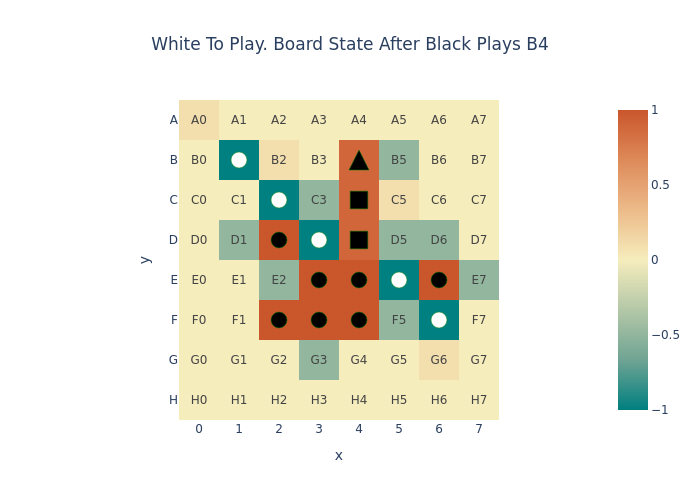 White To Play. Board State After Black Plays B4
A A0 A1 A2 A3 A4 A5 A6 A7
B B0 B2 B3 B5 B6 B7
C C0 C1 C3 C5 C6 C7
D D0 D1 D5 D6 D7
E E0 E1 E2 E7
F F0 F1 F5 F7
G G0 G1 G2 G3 G4 G5 G6 G7
H H0 H1 H2 H3 H4 H5 H6 H7
0 1 2 3 4 5 6 7
x
y
1
0.5
0
−0.5
−1